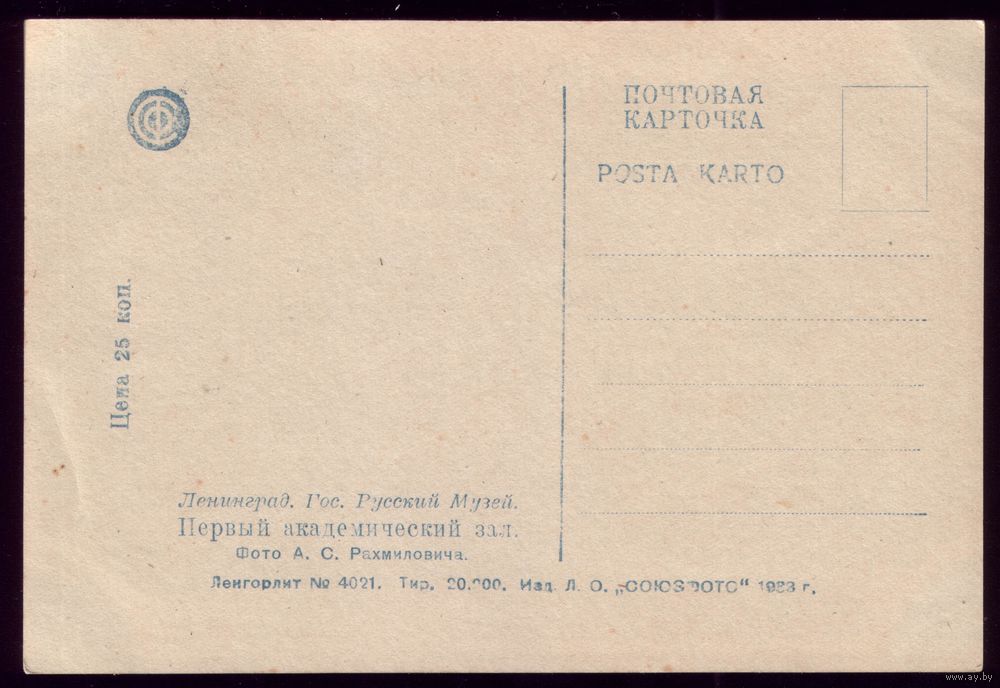 ПОЧТОВАЯ
КАРТОЧКА
POSTA KARTO
Цена 25 коп.
Ленинград. Гос. Русский Музей.
Первый академический зал.
Фото А. С. Рахмиловича.
Ленгорлит № 4021. Тир. 20.000. Изд. Л. О. „СОЮЗФОТО“ г.
www.ay.by